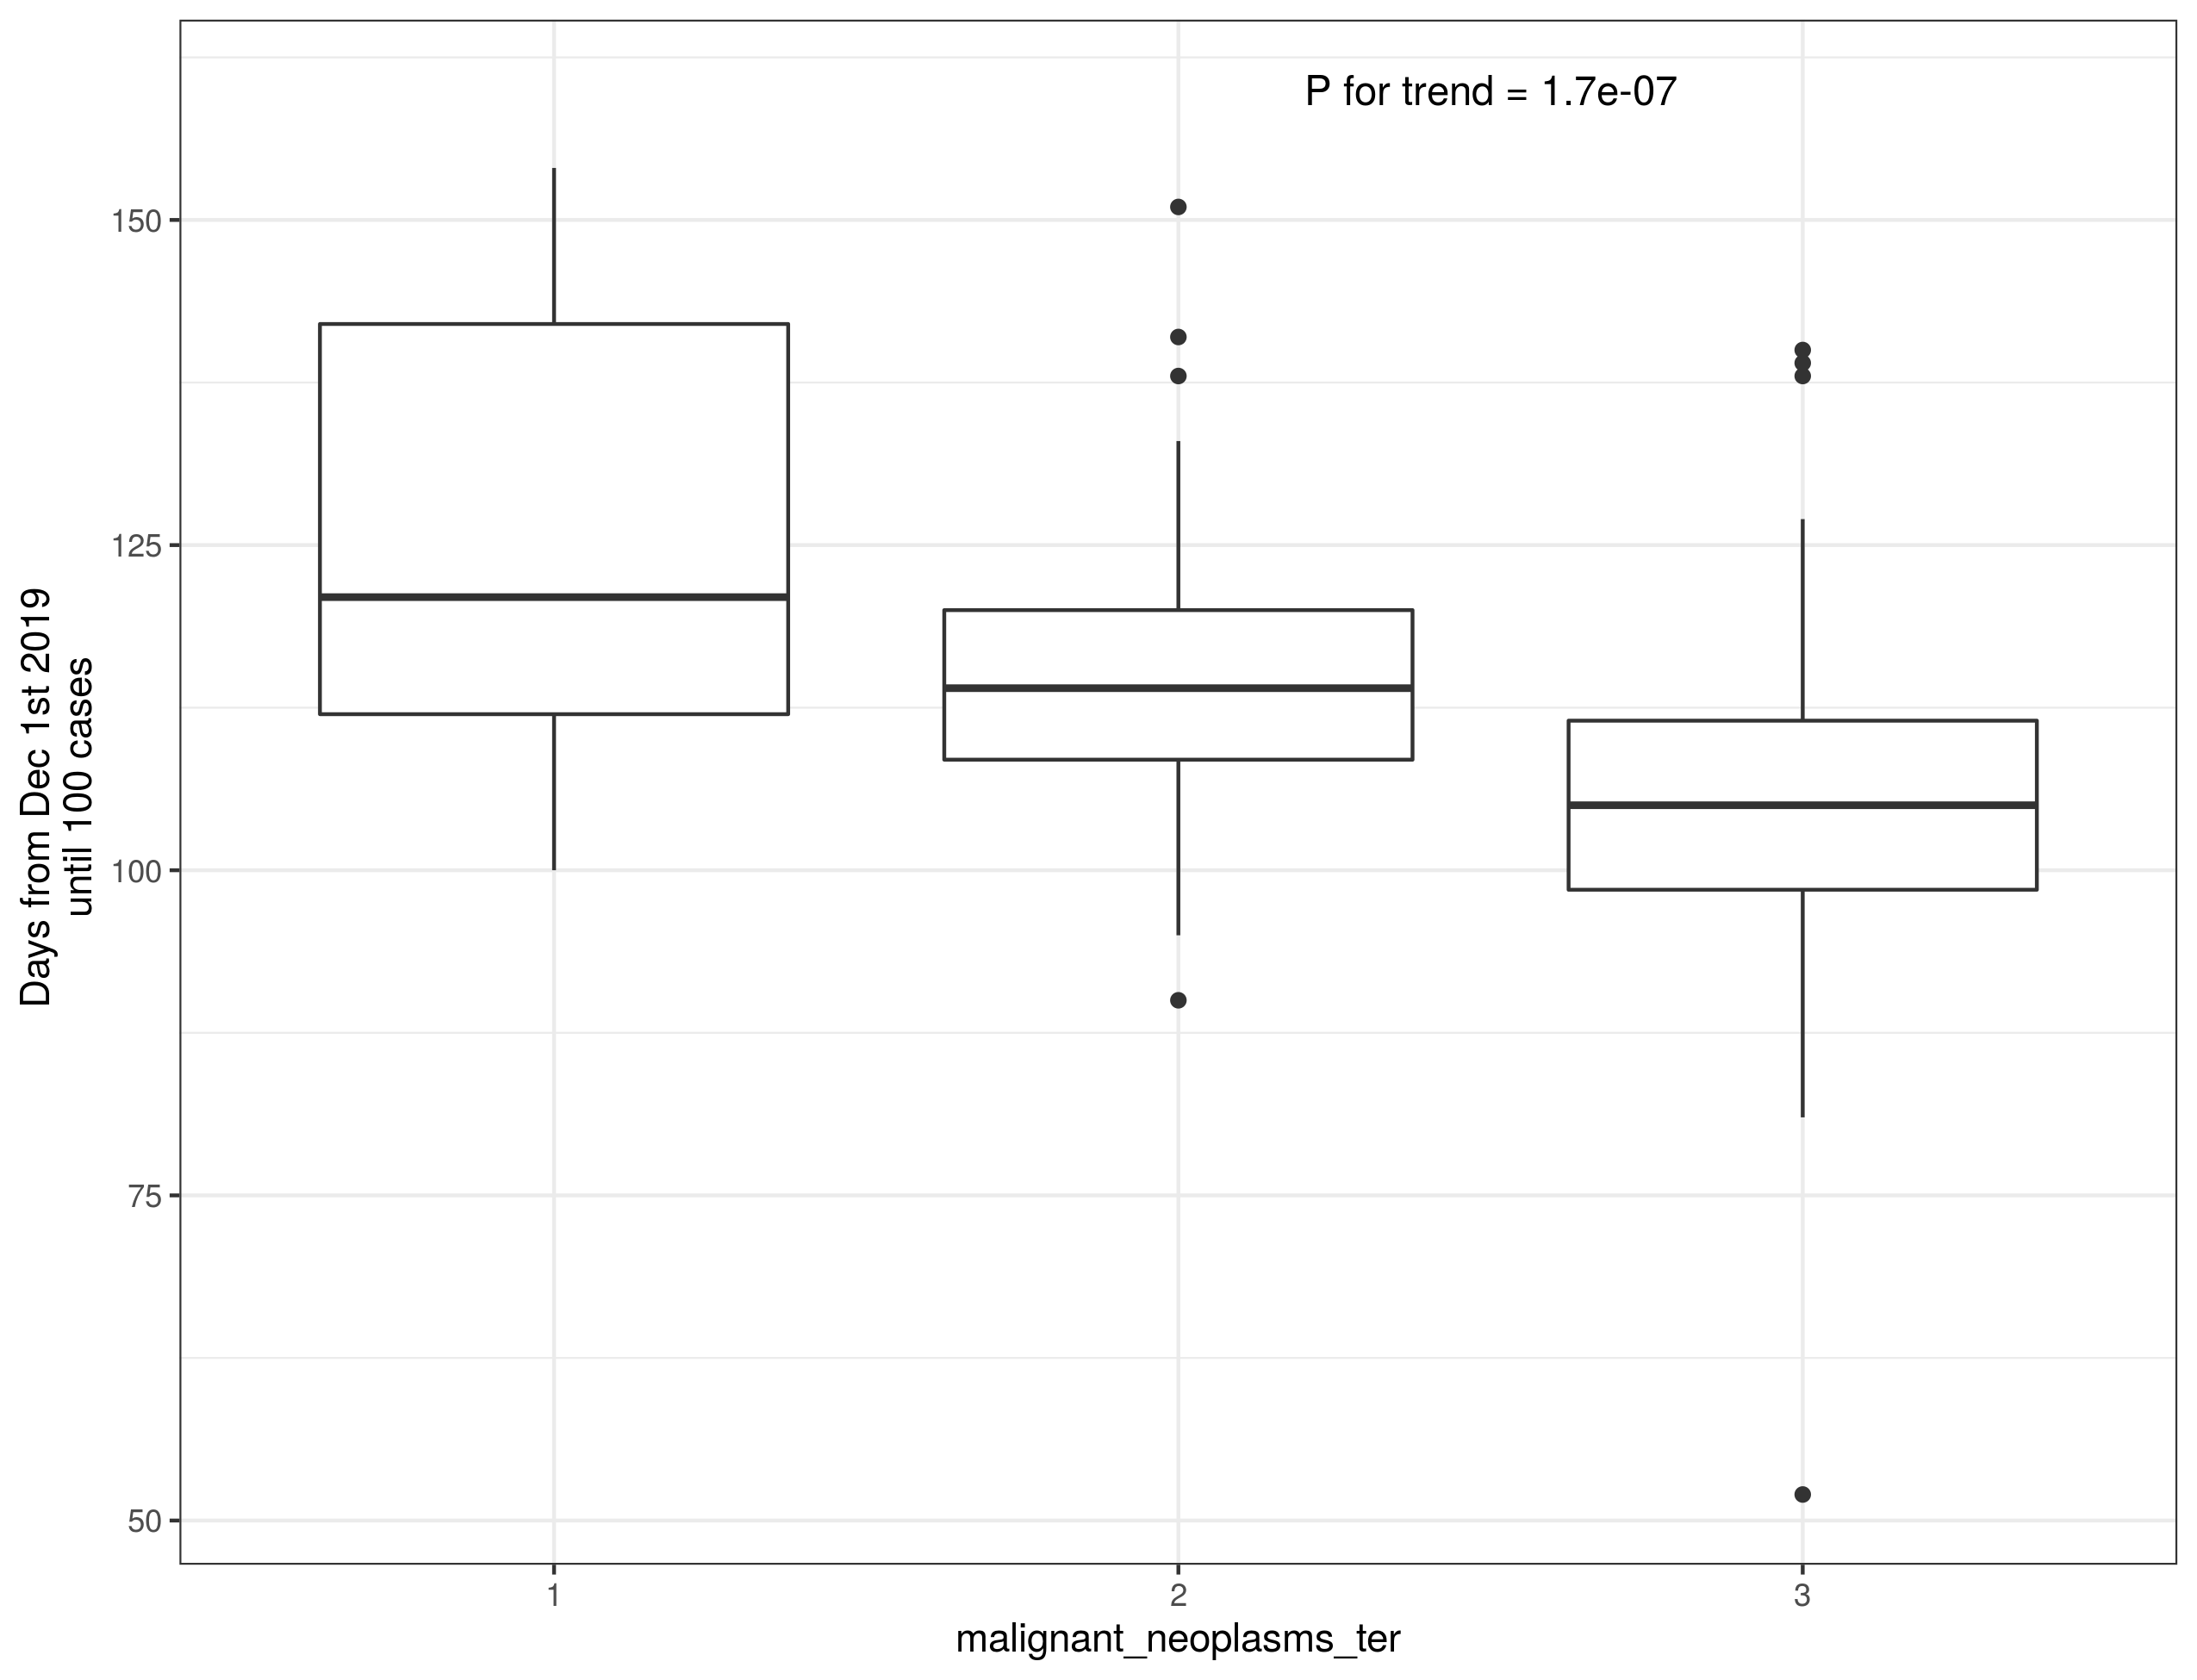 P for trend = 1.7e-07
150
125
100
75
50
Days from Dec 1st 2019
until 100 cases
1
2
3
malignant_neoplasms_ter